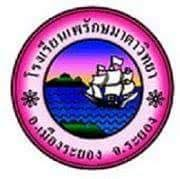 โรงเรียนเพรักษมาตาวิทยา
อ.เมืองระยอง จ.ระยอง